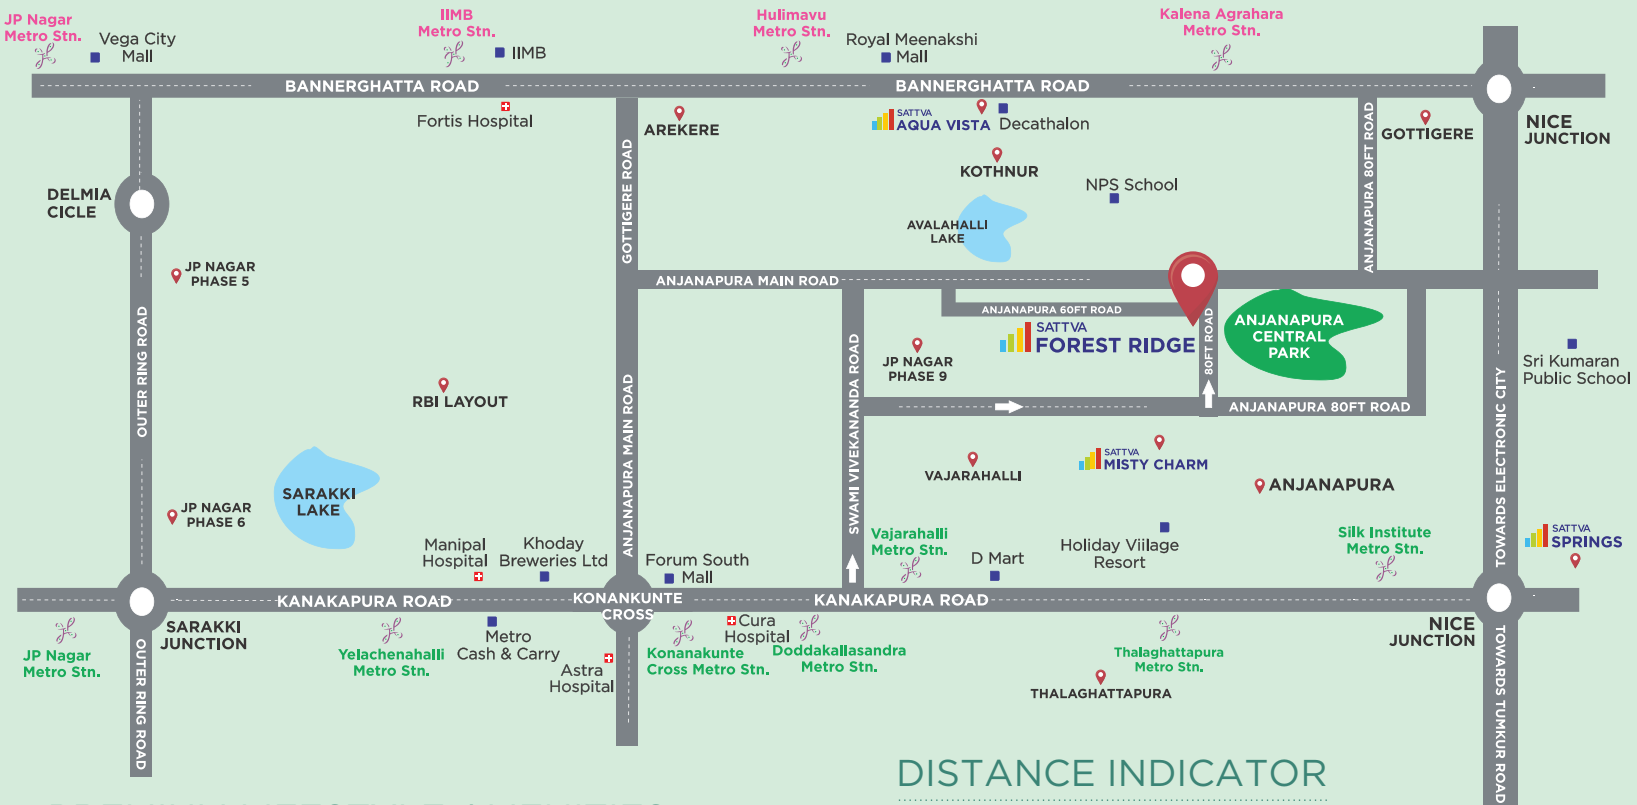 JP Nagar
Metro Stn.
Vega City
Mall
IIMB
Metro Stn.
IIMB
Hulimavu
Metro Stn.
Royal Meenakshi
Mall
Kalena Agrahara
Metro Stn.
BANNERGHATTA ROAD
BANNERGHATTA ROAD
Fortis Hospital
AREKERE
SATTVA
AQUA VISTA
Decathalon
GOTTIGERE
NICE
JUNCTION
KOTHNUR
NPS School
DELMIA
CICLE
AVALAHALLI
LAKE
GOTTIGERE ROAD
ANJANAPURA 80FT ROAD
JP NAGAR
PHASE 5
ANJANAPURA MAIN ROAD
ANJANAPURA 60FT ROAD
SATTVA
FOREST RIDGE
80FT ROAD
ANJANAPURA
CENTRAL
PARK
JP NAGAR
PHASE 9
Sri Kumaran
Public School
OUTER RING ROAD
RBI LAYOUT
ANJANAPURA MAIN ROAD
SWAMI VIVEKANANDA ROAD
ANJANAPURA 80FT ROAD
TOWARDS ELECTRONIC CITY
SATTVA
MISTY CHARM
VAJARAHALLI
ANJANAPURA
SARAKKI
LAKE
JP NAGAR
PHASE 6
Manipal
Hospital
Khoday
Breweries Ltd
Forum South
Mall
Vajarahalli
Metro Stn.
D Mart
Holiday Viilage
Resort
Silk Institute
Metro Stn.
SATTVA
SPRINGS
KANAKAPURA ROAD
KONANKUNTE
CROSS
KANAKAPURA ROAD
SARAKKI
JUNCTION
NICE
JUNCTION
JP Nagar
Metro Stn.
OUTER RING ROAD
Yelachenahalli
Metro Stn.
Metro
Cash & Carry
Astra
Hospital
Konanakunte
Cross Metro Stn.
Cura
Hospital
Doddakallasandra
Metro Stn.
Thalaghattapura
Metro Stn.
THALAGHATTAPURA
TOWARDS TUMKUR ROAD
DISTANCE INDICATOR